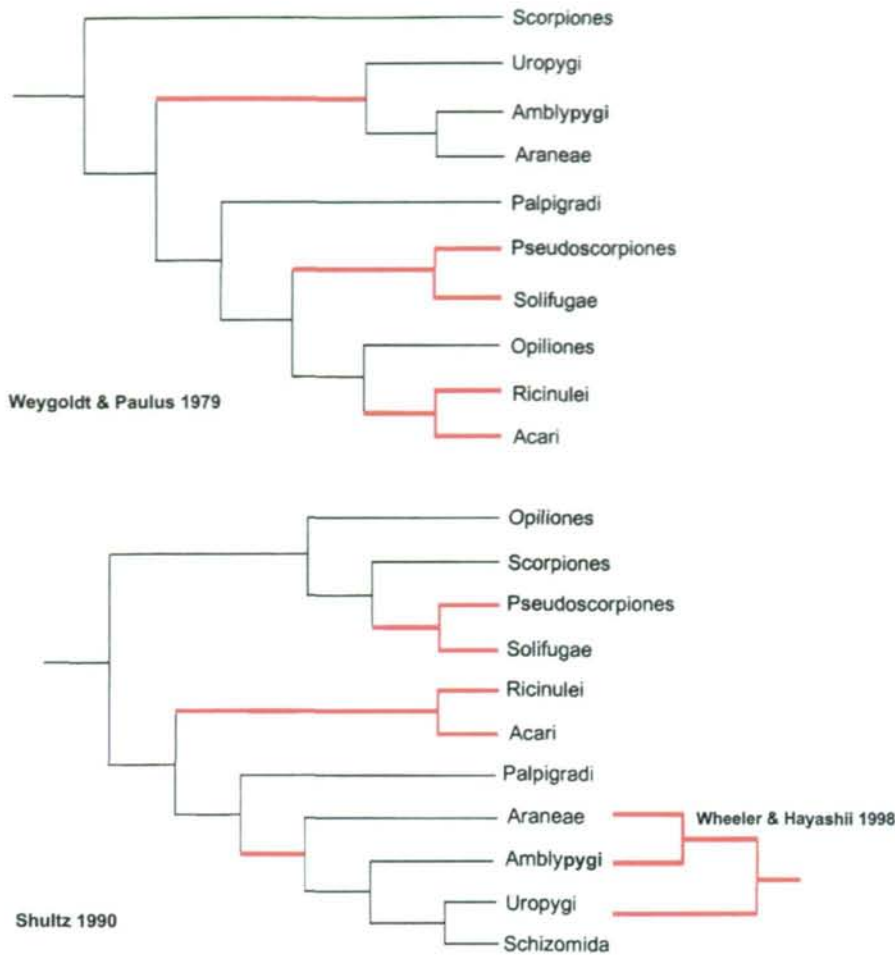 Scorpiones
Uropygi
Amblypygi
Araneae
Palpigradi
Pseudoscorpiones
Solifugae
Opiliones
Ricinulei
Acari
Weygoldt & Paulus 1979
Opiliones
Scorpiones
Pseudoscorpiones
Solifugae
Ricinulei
Acari
Palpigradi
Araneae
Wheeler & Hayashii 1998
Amblypygi
Uropygi
Schizomida
Shultz 1990